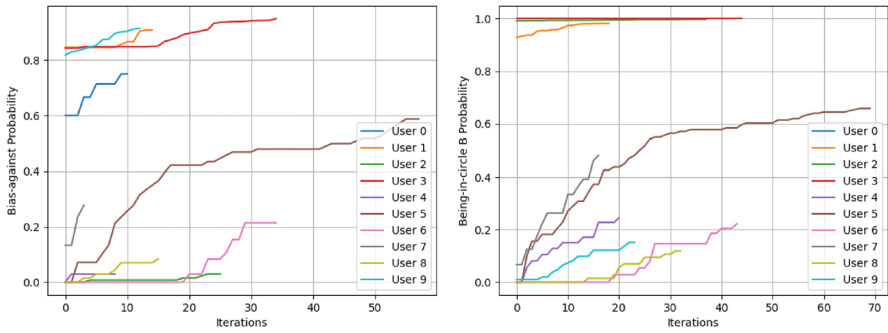 Bias-against Probability
0.8
0.6
0.4
0.2
0.0
0 10 20 30 40 50
Iterations
User 0
User 1
User 2
User 3
User 4
User 5
User 6
User 7
User 8
User 9
Being-in-circle B Probability
1.0
0.8
0.6
0.4
0.2
0.0
0 10 20 30 40 50 60 70
Iterations
User 0
User 1
User 2
User 3
User 4
User 5
User 6
User 7
User 8
User 9